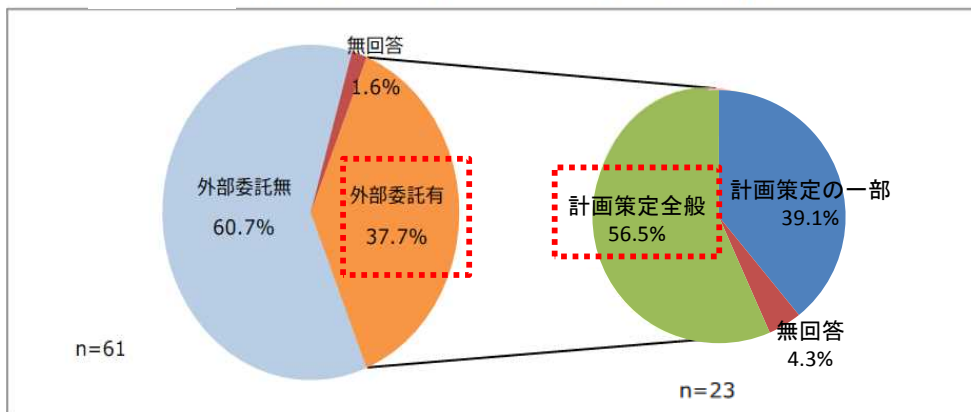 無回答
1.6%
外部委託無
60.7%
外部委託有
37.7%
n=61
計画策定全般
56.5%
計画策定の一部
39.1%
無回答
4.3%
n=23